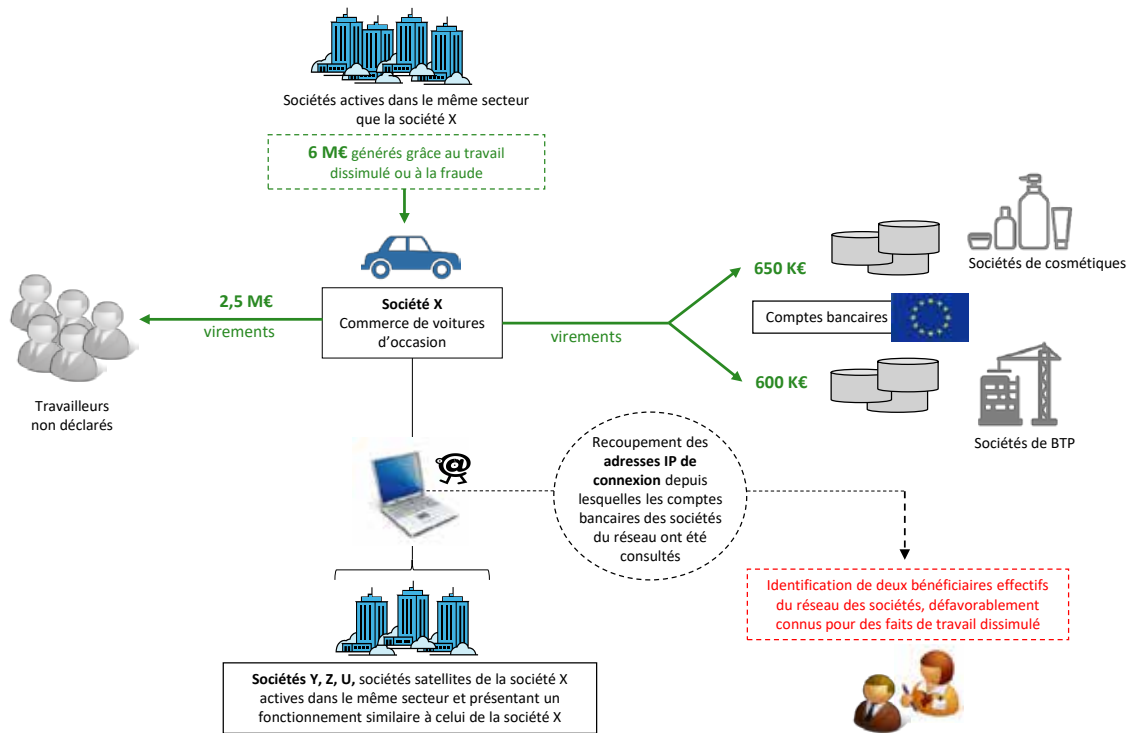 Sociétés actives dans le même secteur
que la société X
6 M€ générés grâce au travail
dissimulé ou à la fraude
Sociétés de cosmétiques
650 K€
2,5 M€
virements
Société X
Commerce de voitures
d'occasion
virements
Comptes bancaires
600 K€
Travailleurs
non déclarés
Sociétés de BTP
@
Recoupement des
adresses IP de
connexion depuis
lesquelles les comptes
bancaires des sociétés
du réseau ont été
consultés
Identification de deux bénéficiaires effectifs
du réseau des sociétés, défavorablement
connus pour des faits de travail dissimulé
Sociétés Y, Z, U, sociétés satellites de la société X
actives dans le même secteur et présentant
un fonctionnement similaire à celui de la société X